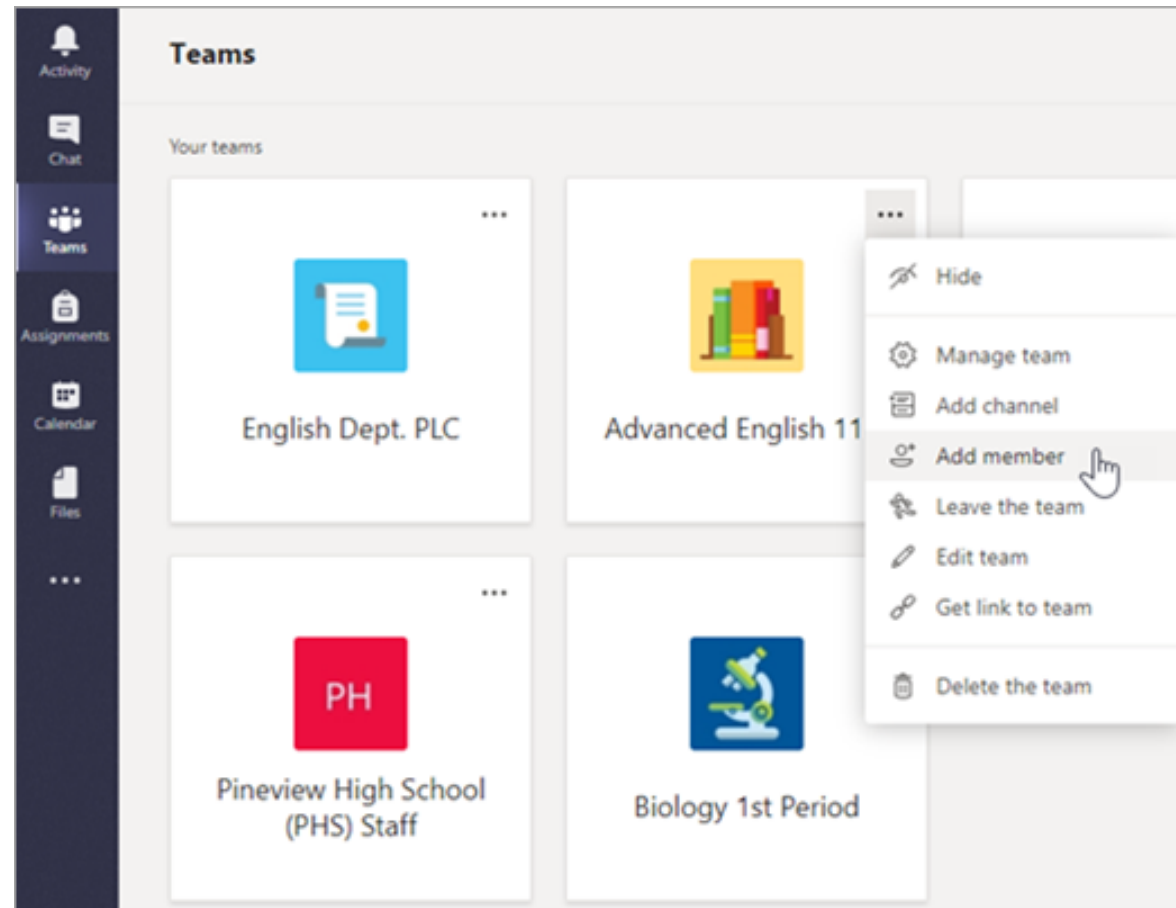 Activity
Chat
Teams
Assignments
Calendar
Files
Teams
Your teams
English Dept. PLC
Advanced English 11
Hide
Manage team
Add channel
Add member
Leave the team
Edit team
Get link to team
Delete the team
PH
Pineview High School
(PHS) Staff
Biology 1st Period